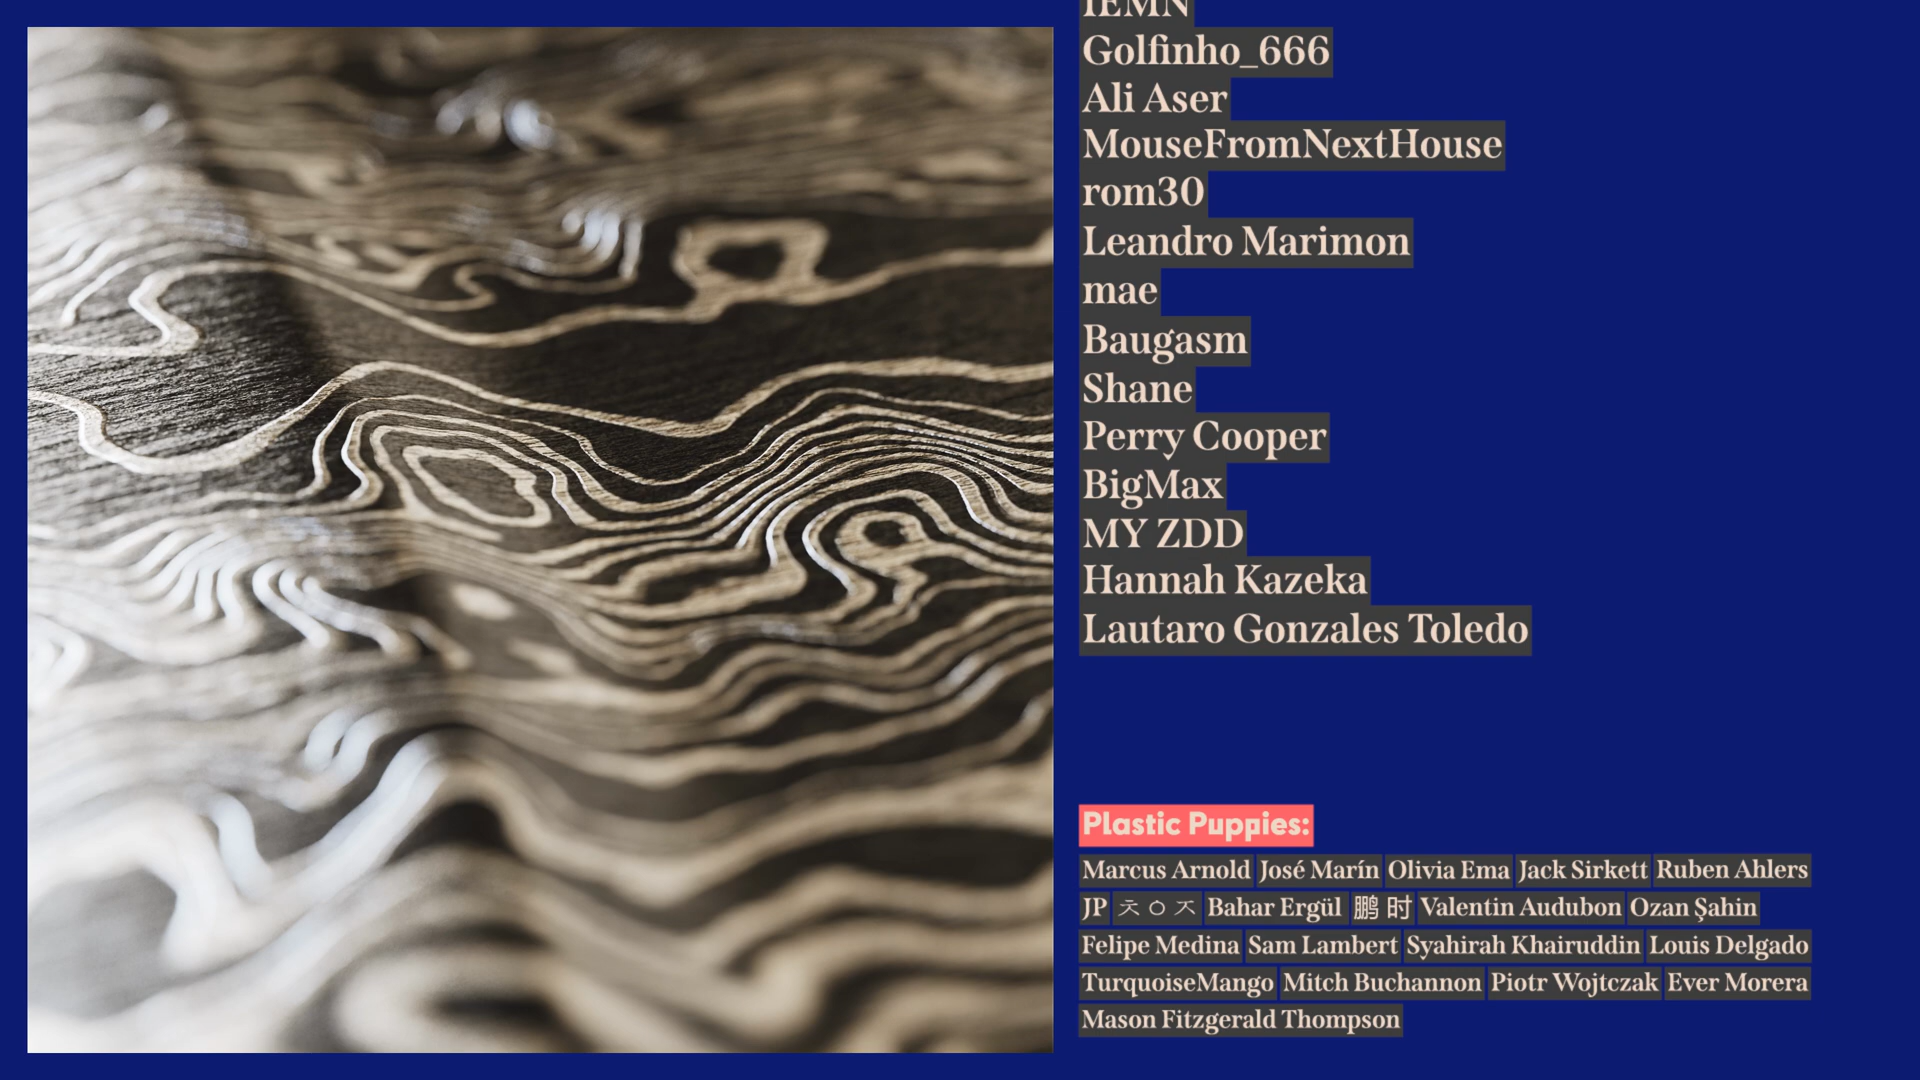 IEMN
Golfinho_666
Ali Aser
MouseFromNextHouse
rom30
Leandro Marimon
mae
Baugasm
Shane
Perry Cooper
BigMax
MY ZDD
Hannah Kazeka
Lautaro Gonzales Toledo
Plastic Puppies:
Marcus Arnold José Marín Olivia Ema Jack Sirkett Ruben Ahlers
JP ㅊㅇㅈ Bahar Ergül 鹏 时 Valentin Audubon Ozan Şahin
Felipe Medina Sam Lambert Syahirah Khairuddin Louis Delgado
TurquoiseMango Mitch Buchannon Piotr Wojtczak Ever Morera
Mason Fitzgerald Thompson